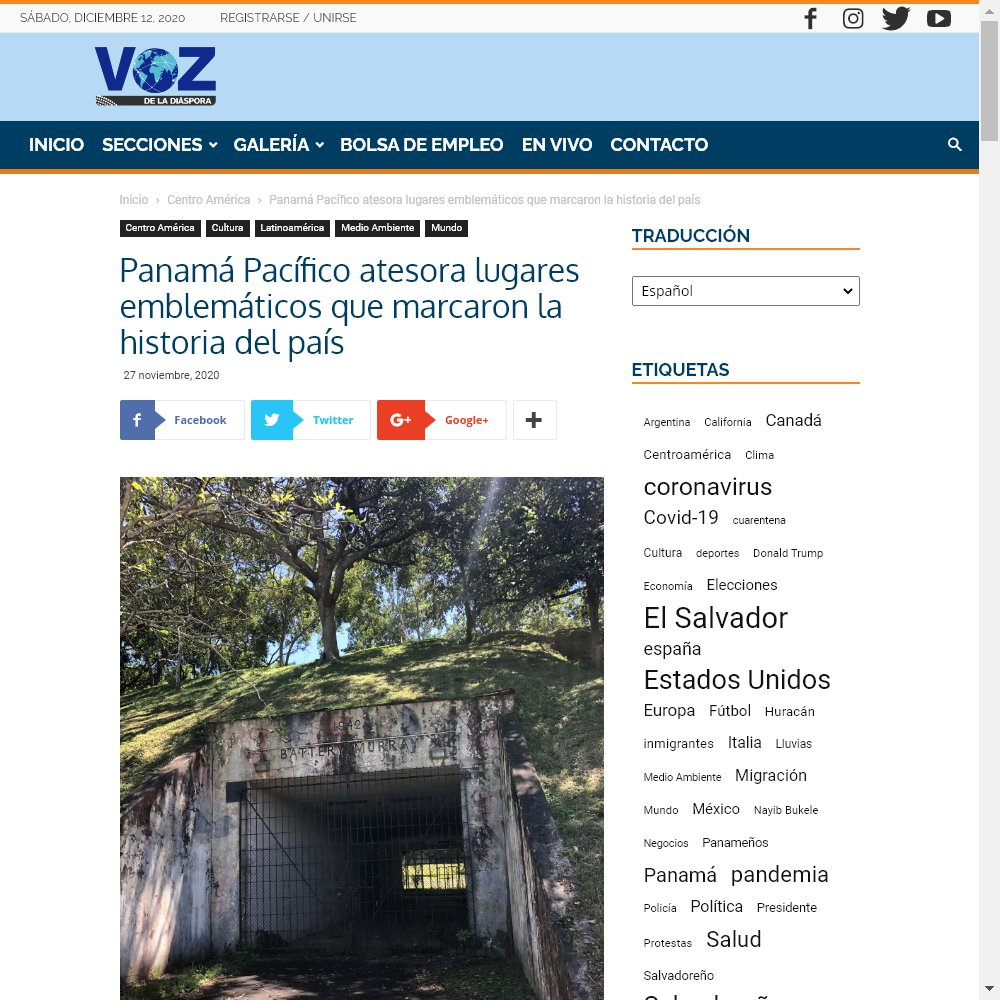 SÁBADO, DICIEMBRE 12, 2020
REGISTRARSE / UNIRSE
VOZ
DE LA DIÁSPORA
INICIO SECCIONES GALERÍA BOLSA DE EMPLEO EN VIVO CONTACTO
Inicio › Centro América › Panamá Pacífico atesora lugares emblemáticos que marcaron la historia del país
Centro América Cultura Latinoamérica Medio Ambiente Mundo
Panamá Pacífico atesora lugares
emblemáticos que marcaron la
historia del país
27 noviembre, 2020
Facebook Twitter G+ Google+
1942
BATTERY MURRAY
TRADUCCIÓN
Español
ETIQUETAS
Argentina California Canadá
Centroamérica Clima
coronavirus
Covid-19 cuarentena
Cultura deportes Donald Trump
Economía Elecciones
El Salvador
españa
Estados Unidos
Europa Fútbol Huracán
inmigrantes Italia Lluvias
Medio Ambiente Migración
Mundo México Nayib Bukele
Negocios Panameños
Panamá pandemia
Policía Política Presidente
Protestas Salud
Salvadoreño